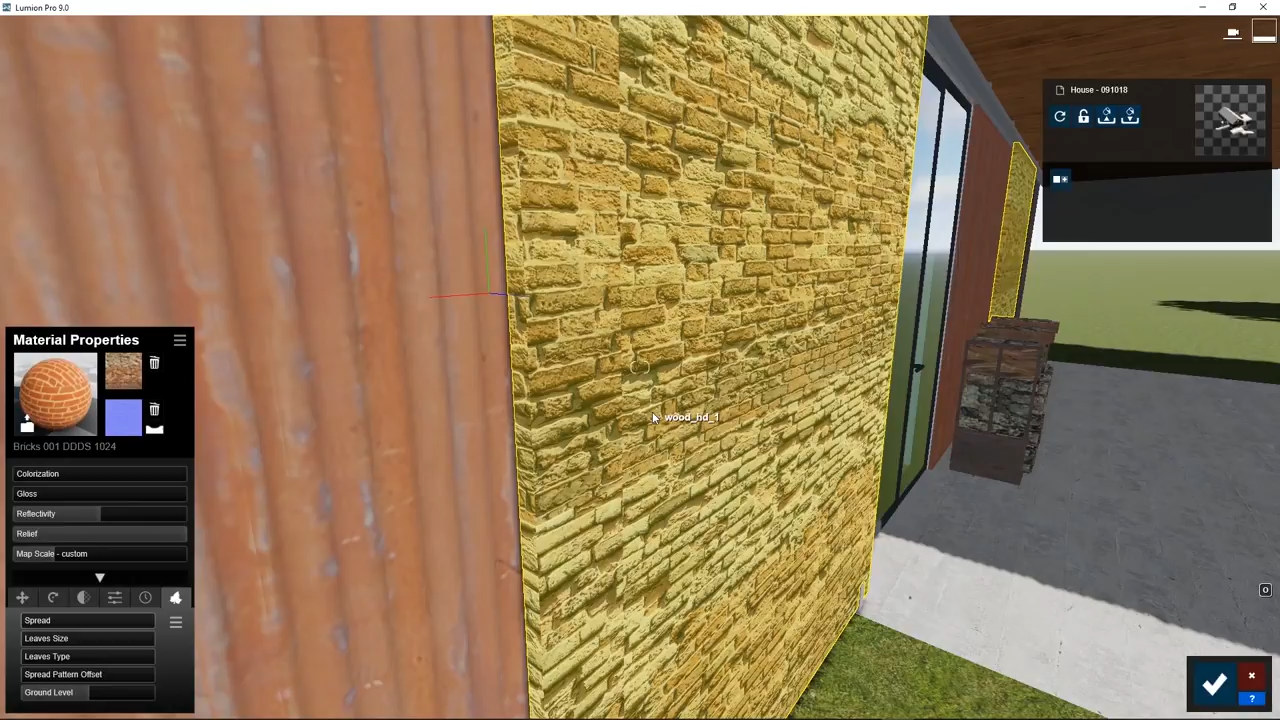 Lumion Pro 9.0
House - 091018
wood_hd_1
Material Properties
Bricks 001 DDDS 1024
Colorization
Gloss
Reflectivity
Relief
Map Scale - custom
Spread
Leaves Size
Leaves Type
Spread Pattern Offset
Ground Level
O
?